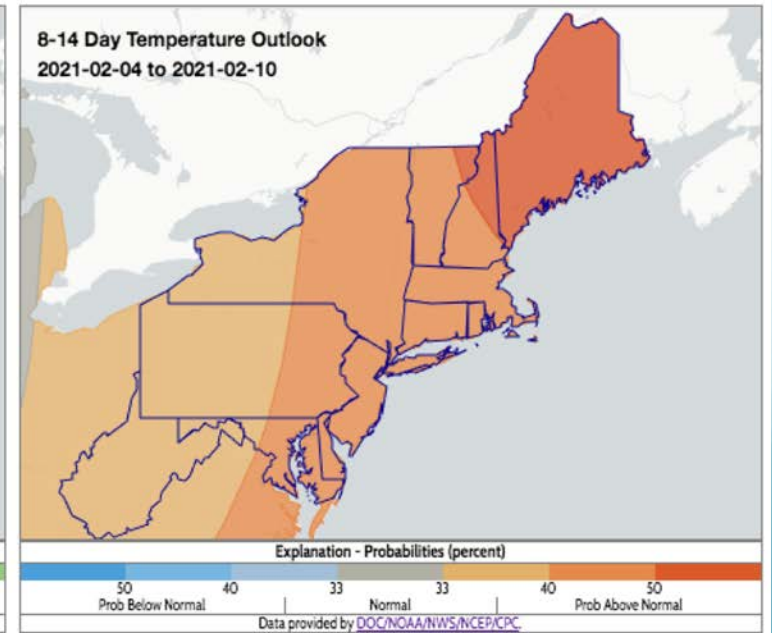 8-14 Day Temperature Outlook
2021-02-04 to 2021-02-10
Explanation - Probabilities (percent)
50 40 33 33 40 50
Prob Below Normal | Normal | Prob Above Normal
Data provided by DOC/NOAA/NWS/NCEP/CPC.